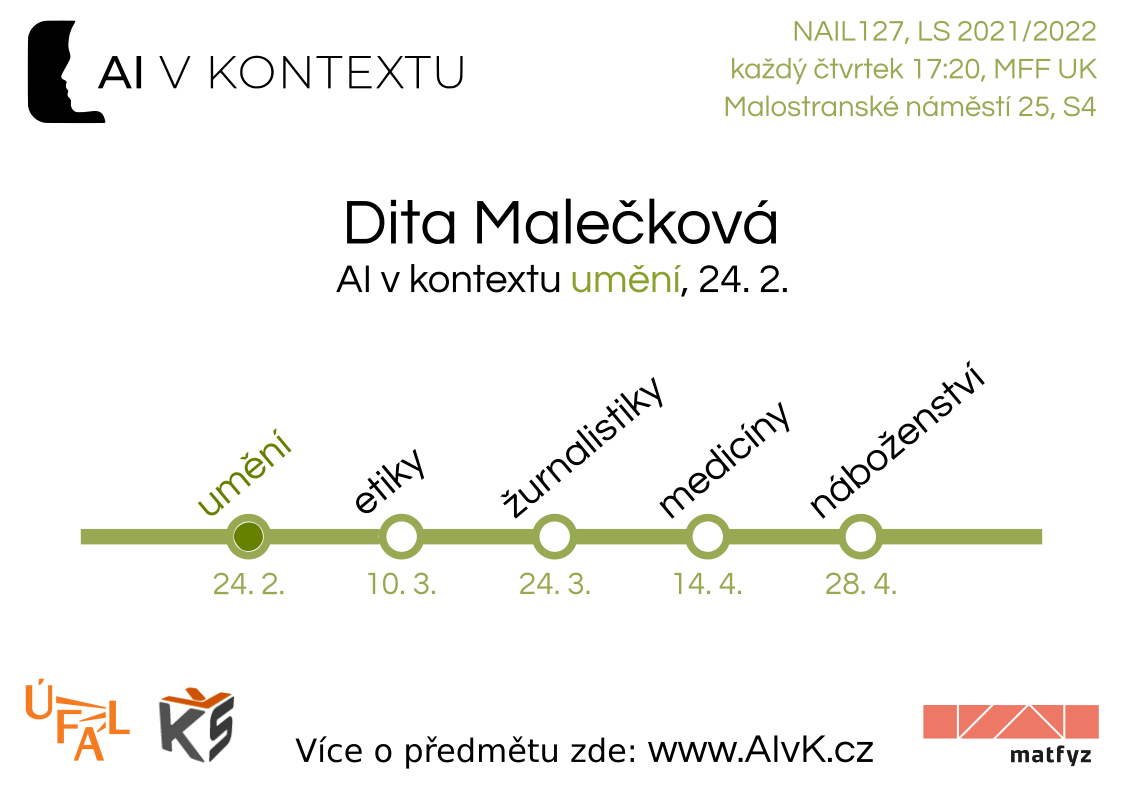 AI V KONTEXTU
NAIL127, LS 2021/2022
každý čtvrtek 17:20, MFF UK
Malostranské náměstí 25, S4
Dita Malečková
AI v kontextu umění, 24. 2.
umění
etiky
žurnalistiky
medicíny
náboženství
24. 2.
10. 3.
24. 3.
14. 4.
28. 4.
ÚFAL
KŠ
Více o předmětu zde: www.AIvK.cz
matfyz